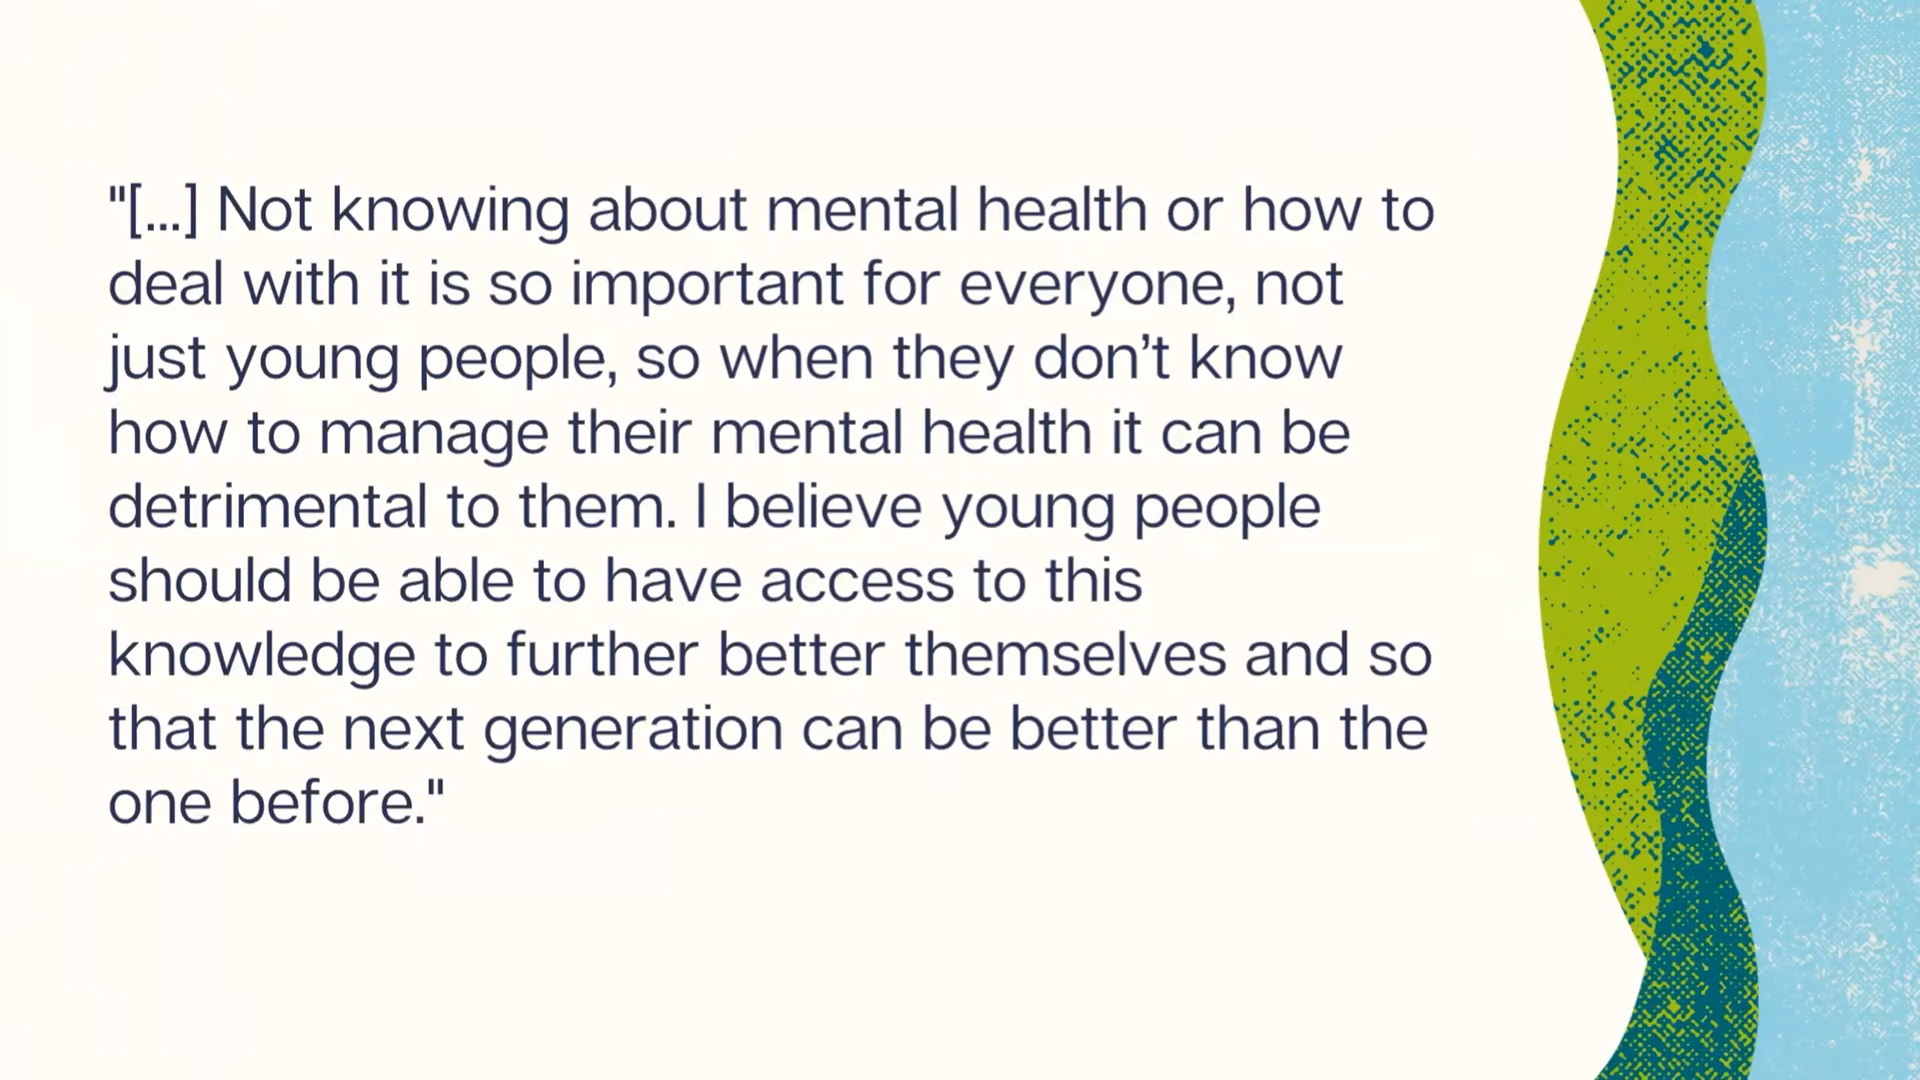 "[...] Not knowing about mental health or how to
deal with it is so important for everyone, not
just young people, so when they don’t know
how to manage their mental health it can be
detrimental to them. I believe young people
should be able to have access to this
knowledge to further better themselves and so
that the next generation can be better than the
one before."